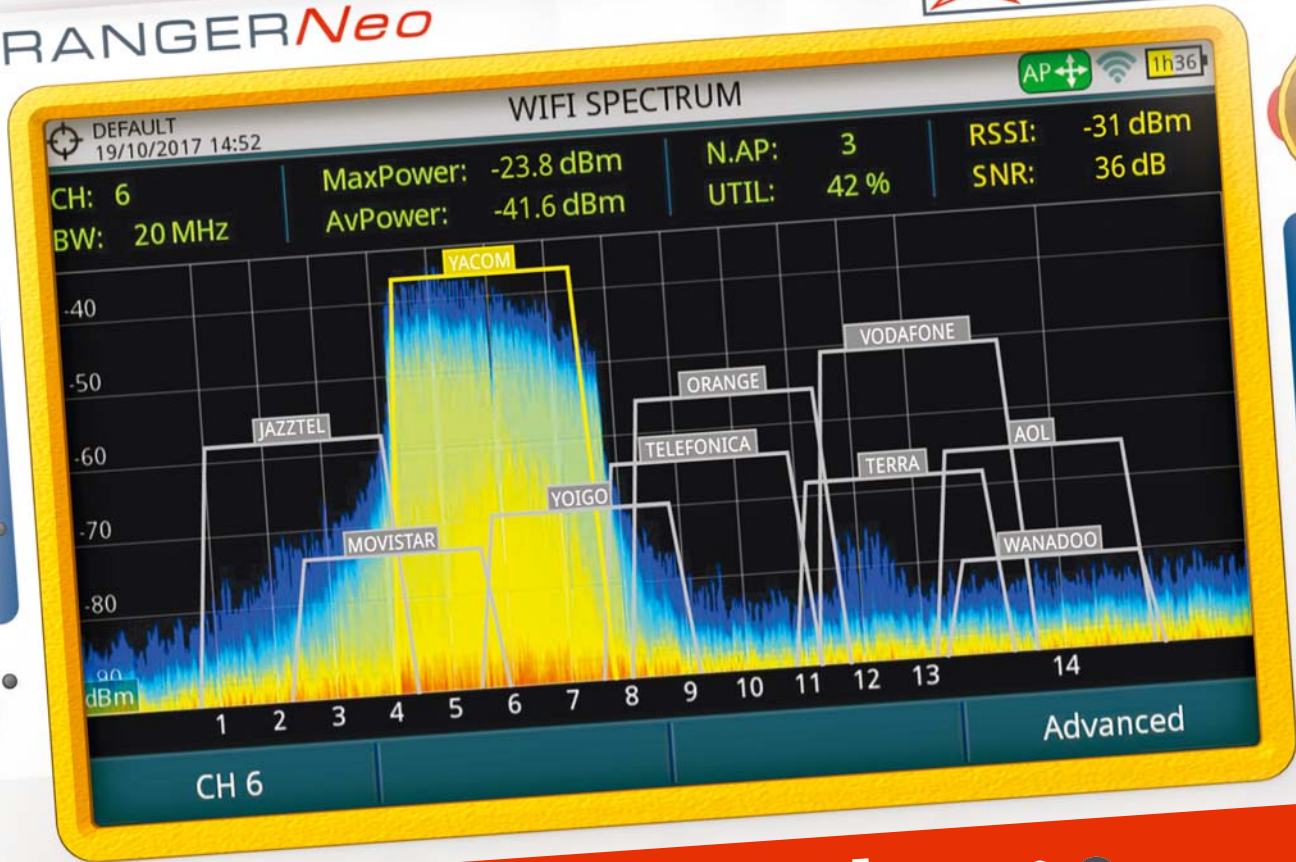 RANGERNeo
DEFAULT
19/10/2017 14:52
WIFI SPECTRUM
AP
1h36
CH: 6
BW: 20 MHz
MaxPower: -23.8 dBm
AvPower: -41.6 dBm
N.AP: 3
UTIL: 42 %
RSSI: -31 dBm
SNR: 36 dB
-40
-50
-60
-70
-80
-90
dBm
YACOM
VODAFONE
ORANGE
JAZZTEL
TELEFONICA
AOL
TERRA
YOIGO
MOVISTAR
WANADOO
1 2 3 4 5 6 7 8 9 10 11 12 13 14
CH 6
Advanced